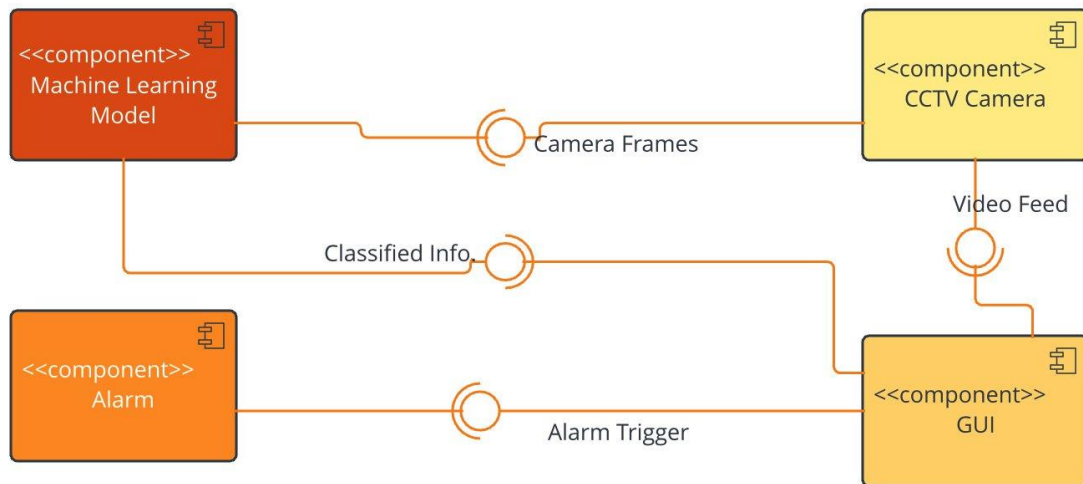 <<component>>
Machine Learning
Model
<<component>>
CCTV Camera
Camera Frames
Video Feed
Classified Info.
<<component>>
Alarm
<<component>>
GUI
Alarm Trigger